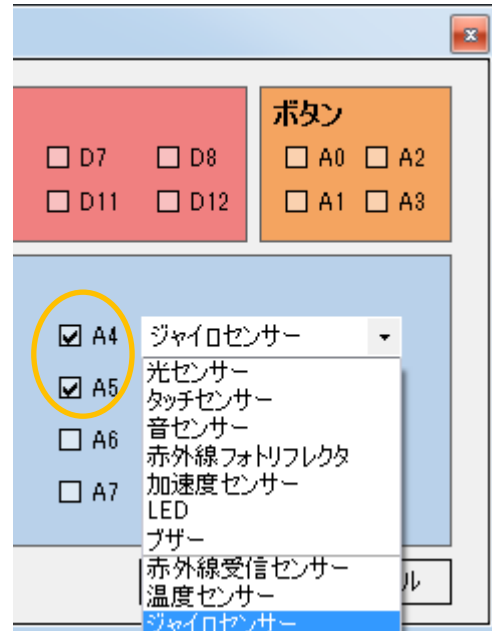 ボタン
D7 D8 A0 A2
D11 D12 A1 A3
A4 ジャイロセンサー
光センサー
A5 タッチセンサー
音センサー
A6 赤外線フォトリフレクタ
A7 加速度センサー
LED
ブザー
赤外線受信センサー ル
温度センサー
ジャイロセンサー